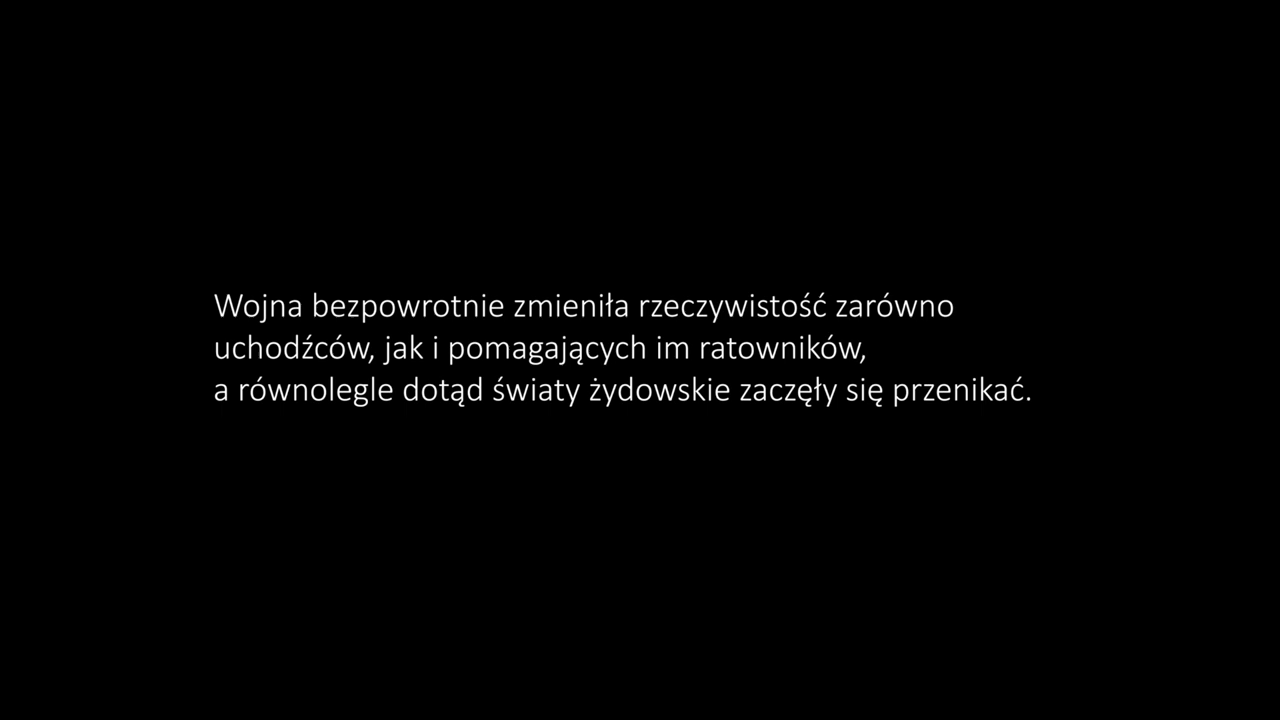 Wojna bezpowrotnie zmieniła rzeczywistość zarówno
uchodźców, jak i pomagających im ratowników,
a równolegle dotąd światy żydowskie zaczęły się przenikać.